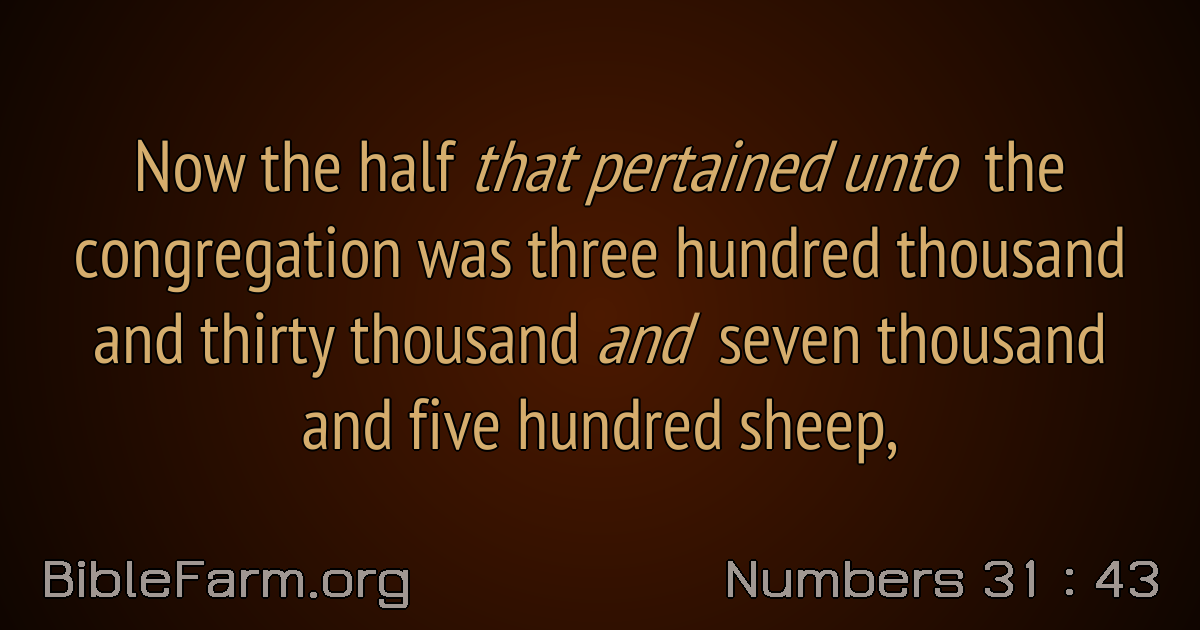 Now the half that pertained unto the
congregation was three hundred thousand
and thirty thousand and seven thousand
and five hundred sheep,
BibleFarm.org
Numbers 31 : 43